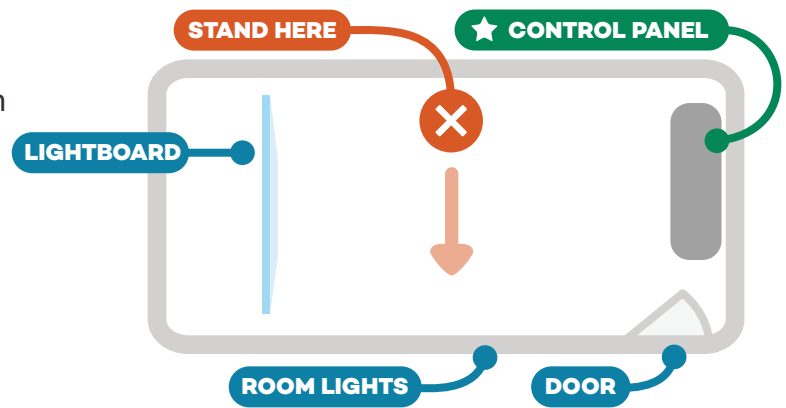 STAND HERE
CONTROL PANEL
LIGHTBOARD
ROOM LIGHTS
DOOR